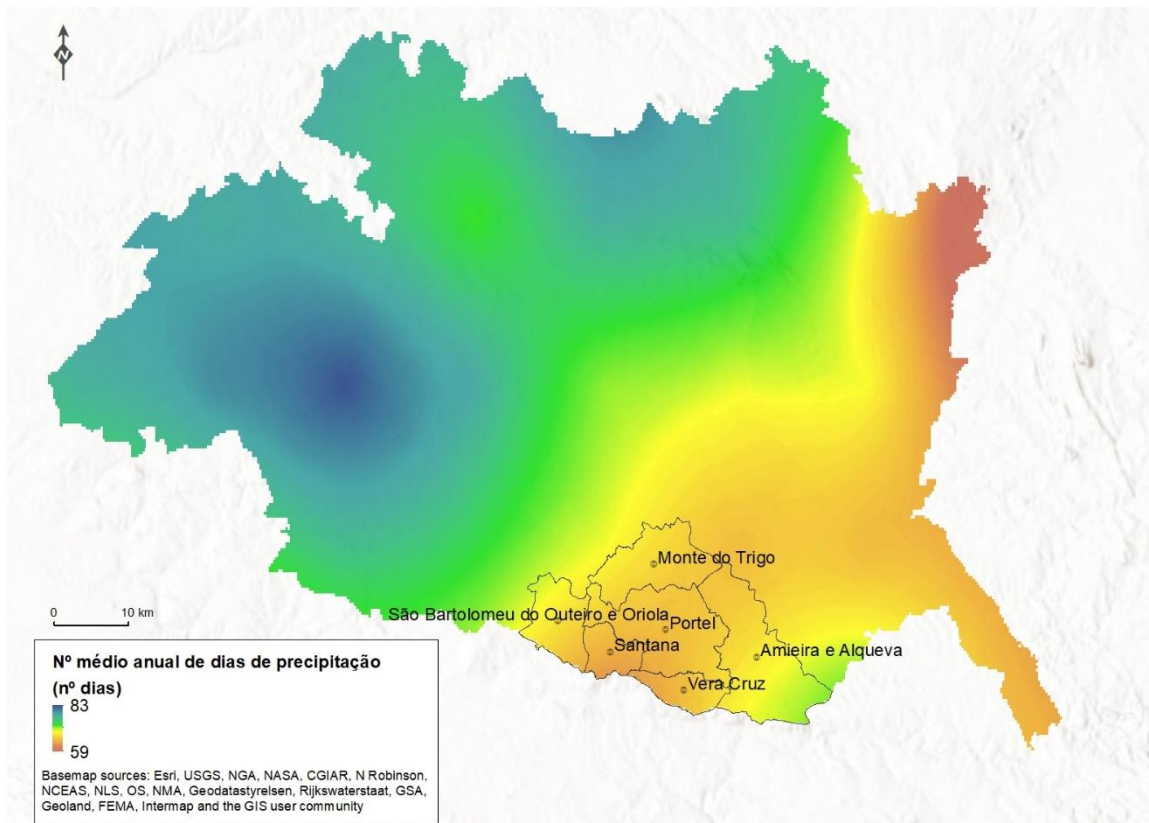 N
Monte do Trigo
São Bartolomeu do Outeiro e Oriola
Portel
Santana
Amieira e Alqueva
Vera Cruz
0 10 km
Nº médio anual de dias de precipitação
(nº dias)
83
59
Basemap sources: Esri, USGS, NGA, NASA, CGIAR, N Robinson,
NCEAS, NLS, OS, NMA, Geodatastyrelsen, Rijkswaterstaat, GSA,
Geoland, FEMA, Intermap and the GIS user community